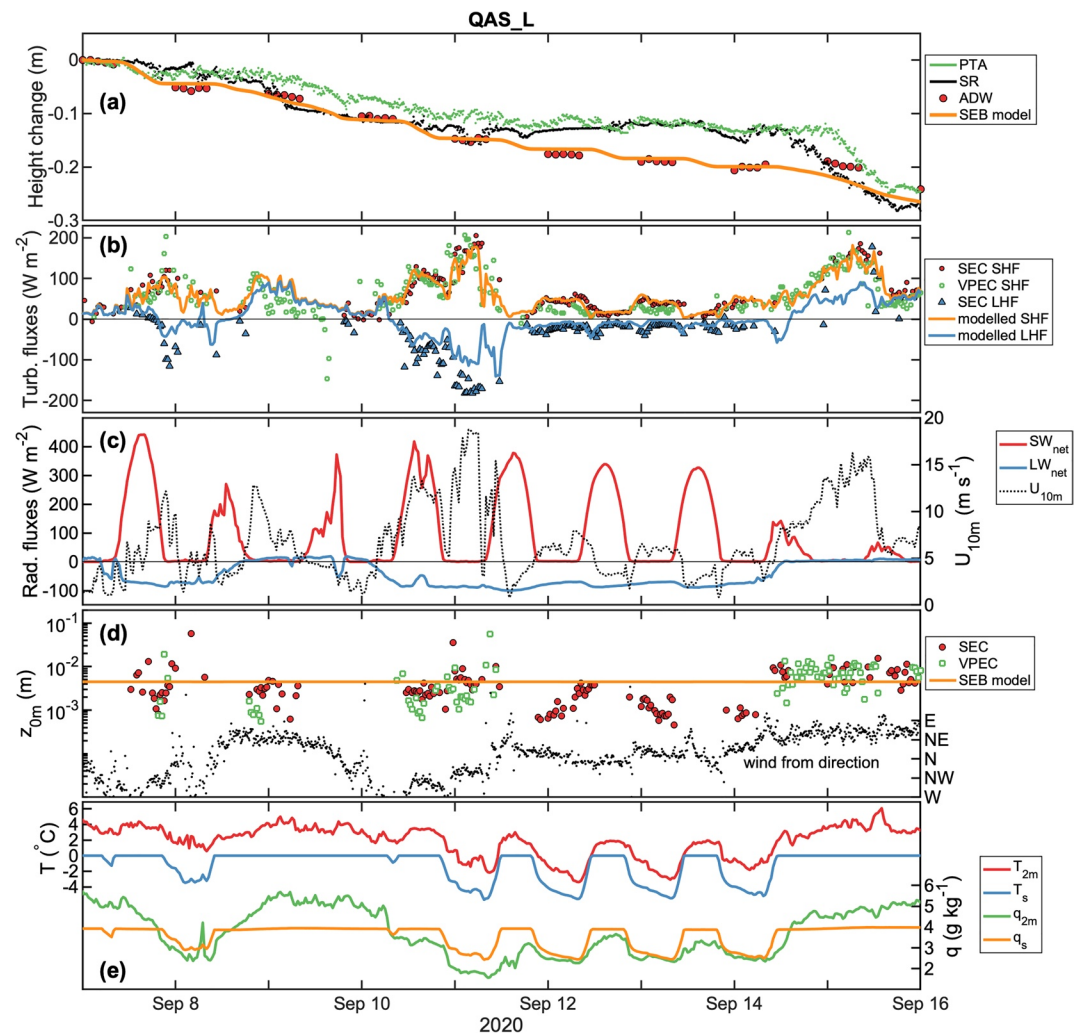 QAS_L
Height change (m)
0
-0.1
-0.2
-0.3
(a)
PTA
SR
ADW
SEB model
Turb. fluxes (W m-2)
200
100
0
-100
-200
(b)
SEC SHF
VPEC SHF
SEC LHF
modelled SHF
modelled LHF
Rad. fluxes (W m-2)
400
300
200
100
0
-100
(c)
20
15
10
5
0
U10m (m s-1)
SWnet
LWnet
U10m
z0m (m)
10-1
10-2
10-3
(d)
wind from direction
E
NE
N
NW
W
SEC
VPEC
SEB model
T (°C)
6
4
2
0
-2
-4
(e)
6
5
4
3
2
q (g kg-1)
T2m
Ts
q2m
qs
Sep 8
Sep 10
Sep 12
Sep 14
Sep 16
2020